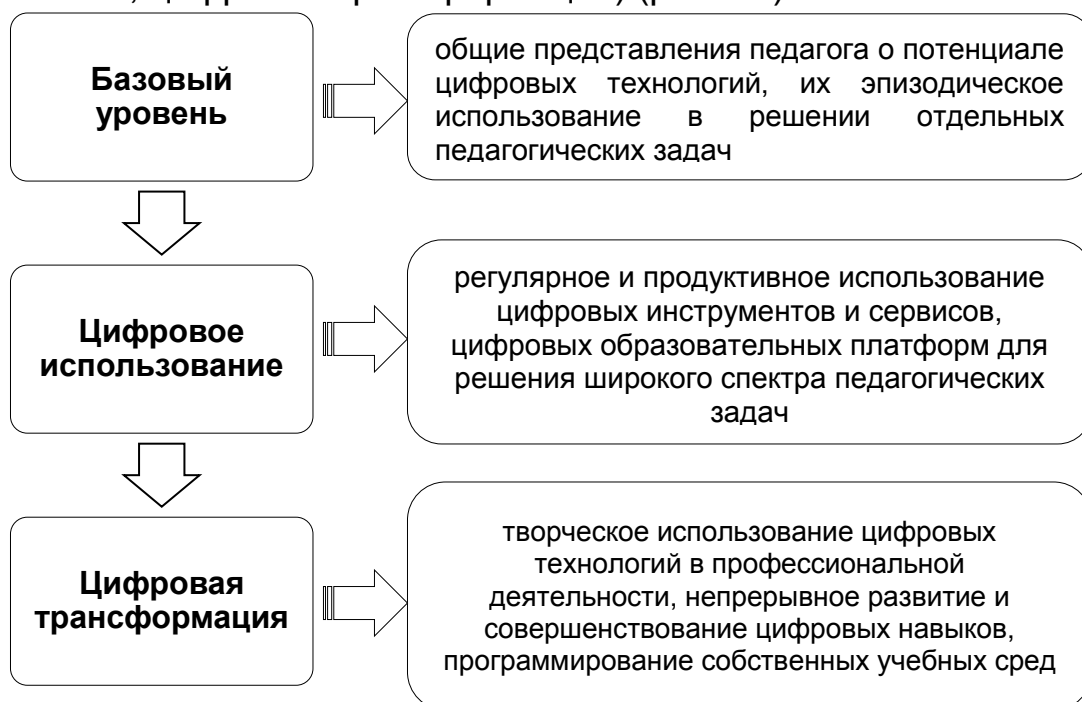 Базовый
уровень
общие представления педагога о потенциале
цифровых технологий, их эпизодическое
использование в решении отдельных
педагогических задач
Цифровое
использование
регулярное и продуктивное использование
цифровых инструментов и сервисов,
цифровых образовательных платформ для
решения широкого спектра педагогических
задач
Цифровая
трансформация
творческое использование цифровых
технологий в профессиональной
деятельности, непрерывное развитие и
совершенствование цифровых навыков,
программирование собственных учебных сред